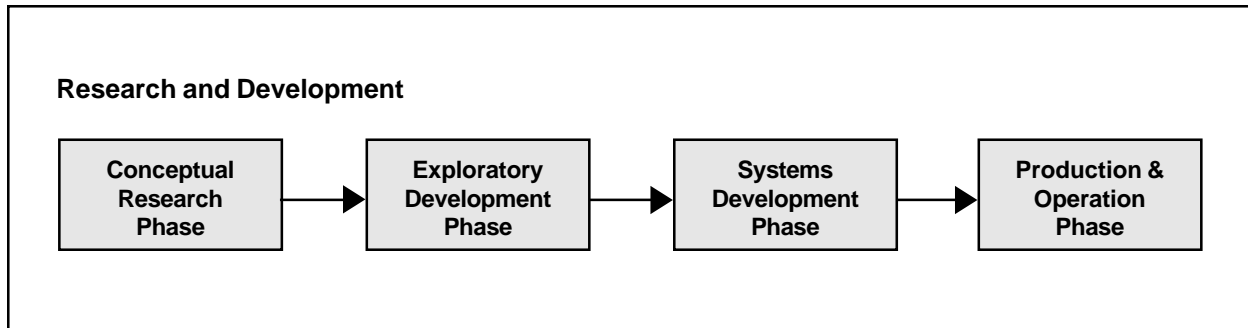 Research and Development
Conceptual
Research
Phase
Exploratory
Development
Phase
Systems
Development
Phase
Production &
Operation
Phase